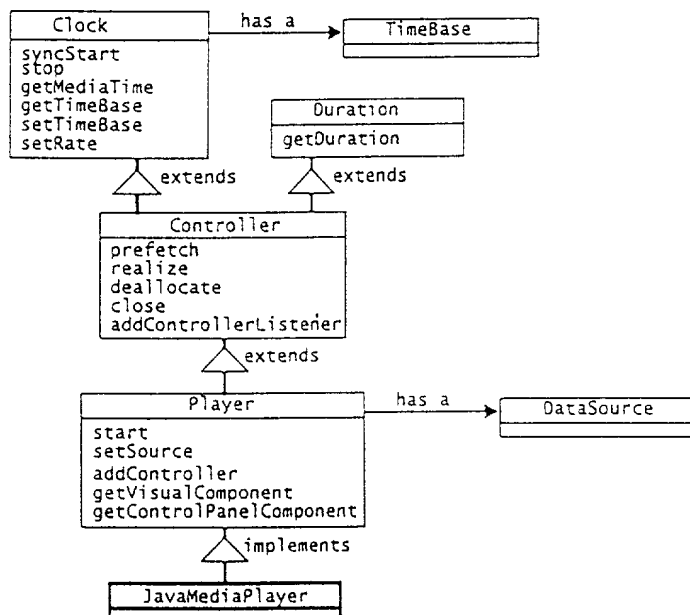 Clock
has a
TimeBase
syncStart
stop
getMediaTime
getTimeBase
setTimeBase
setRate
Duration
getDuration
extends
extends
Controller
prefetch
realize
deallocate
close
addControllerListener
extends
Player
has a
DataSource
start
setSource
addController
getVisualComponent
getControlPanelComponent
implements
JavaMediaPlayer